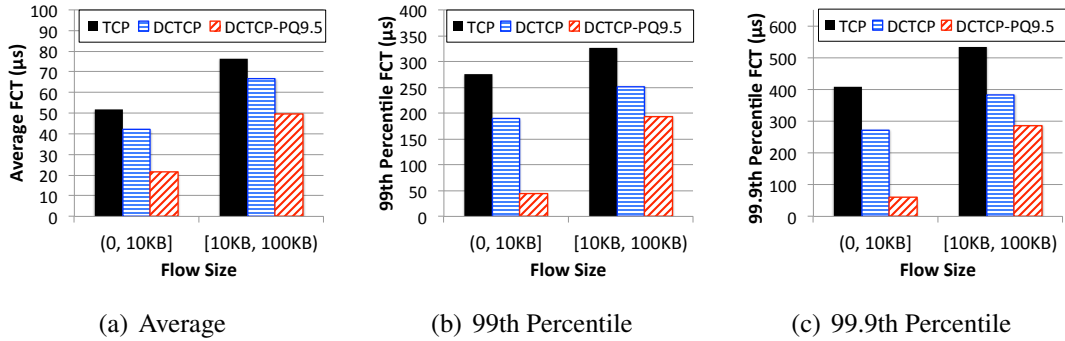 Average FCT (µs)
100
90
80
70
60
50
40
30
20
10
0
TCP DCTCP DCTCP-PQ9.5
(0, 10KB] [10KB, 100KB)
Flow Size
(a) Average
99th Percentile FCT (µs)
400
350
300
250
200
150
100
50
0
TCP DCTCP DCTCP-PQ9.5
(0, 10KB] [10KB, 100KB)
Flow Size
(b) 99th Percentile
99.9th Percentile FCT (µs)
600
500
400
300
200
100
0
TCP DCTCP DCTCP-PQ9.5
(0, 10KB] [10KB, 100KB)
Flow Size
(c) 99.9th Percentile